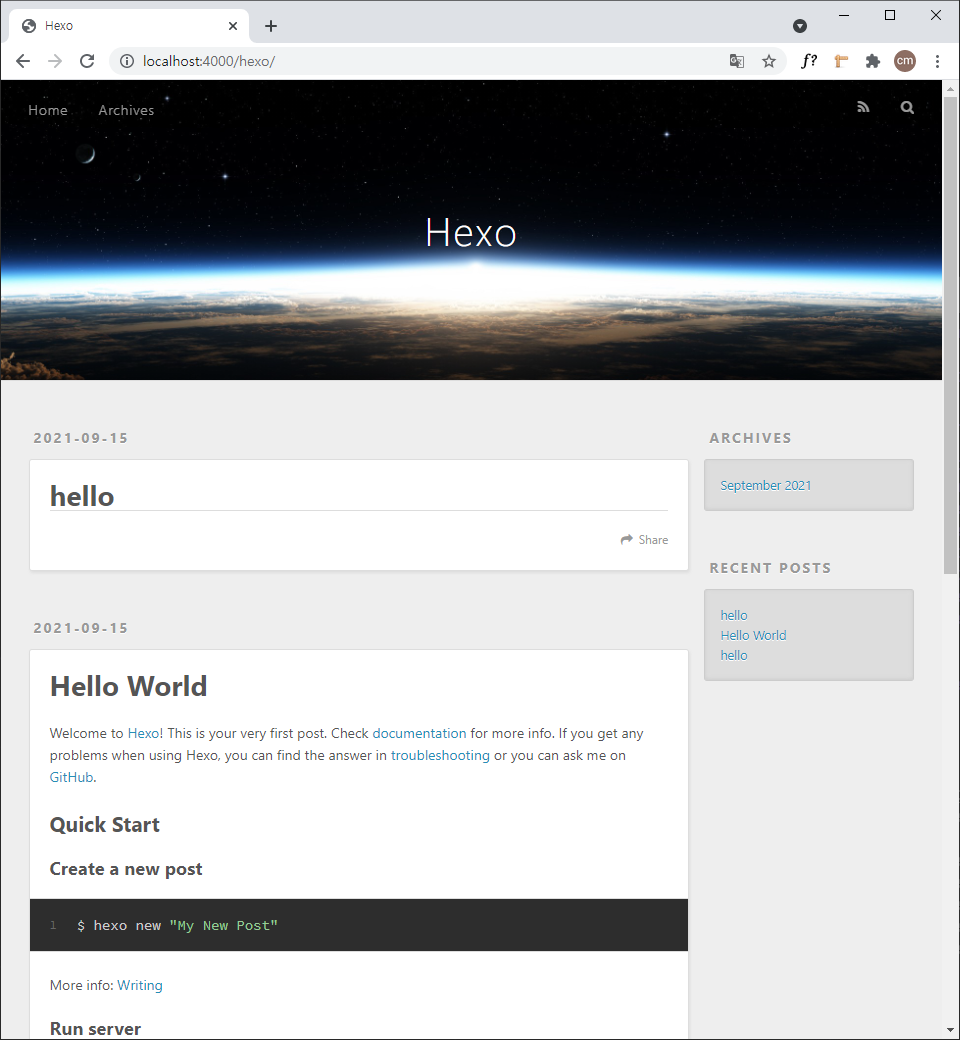 Hexo
localhost:4000/hexo/
f?
cm
Home Archives
Hexo
2021-09-15
hello
Share
2021-09-15
Hello World
Welcome to Hexo! This is your very first post. Check documentation for more info. If you get any
problems when using Hexo, you can find the answer in troubleshooting or you can ask me on
GitHub.
Quick Start
Create a new post
1 $ hexo new "My New Post"
More info: Writing
Run server
ARCHIVES
September 2021
RECENT POSTS
hello
Hello World
hello